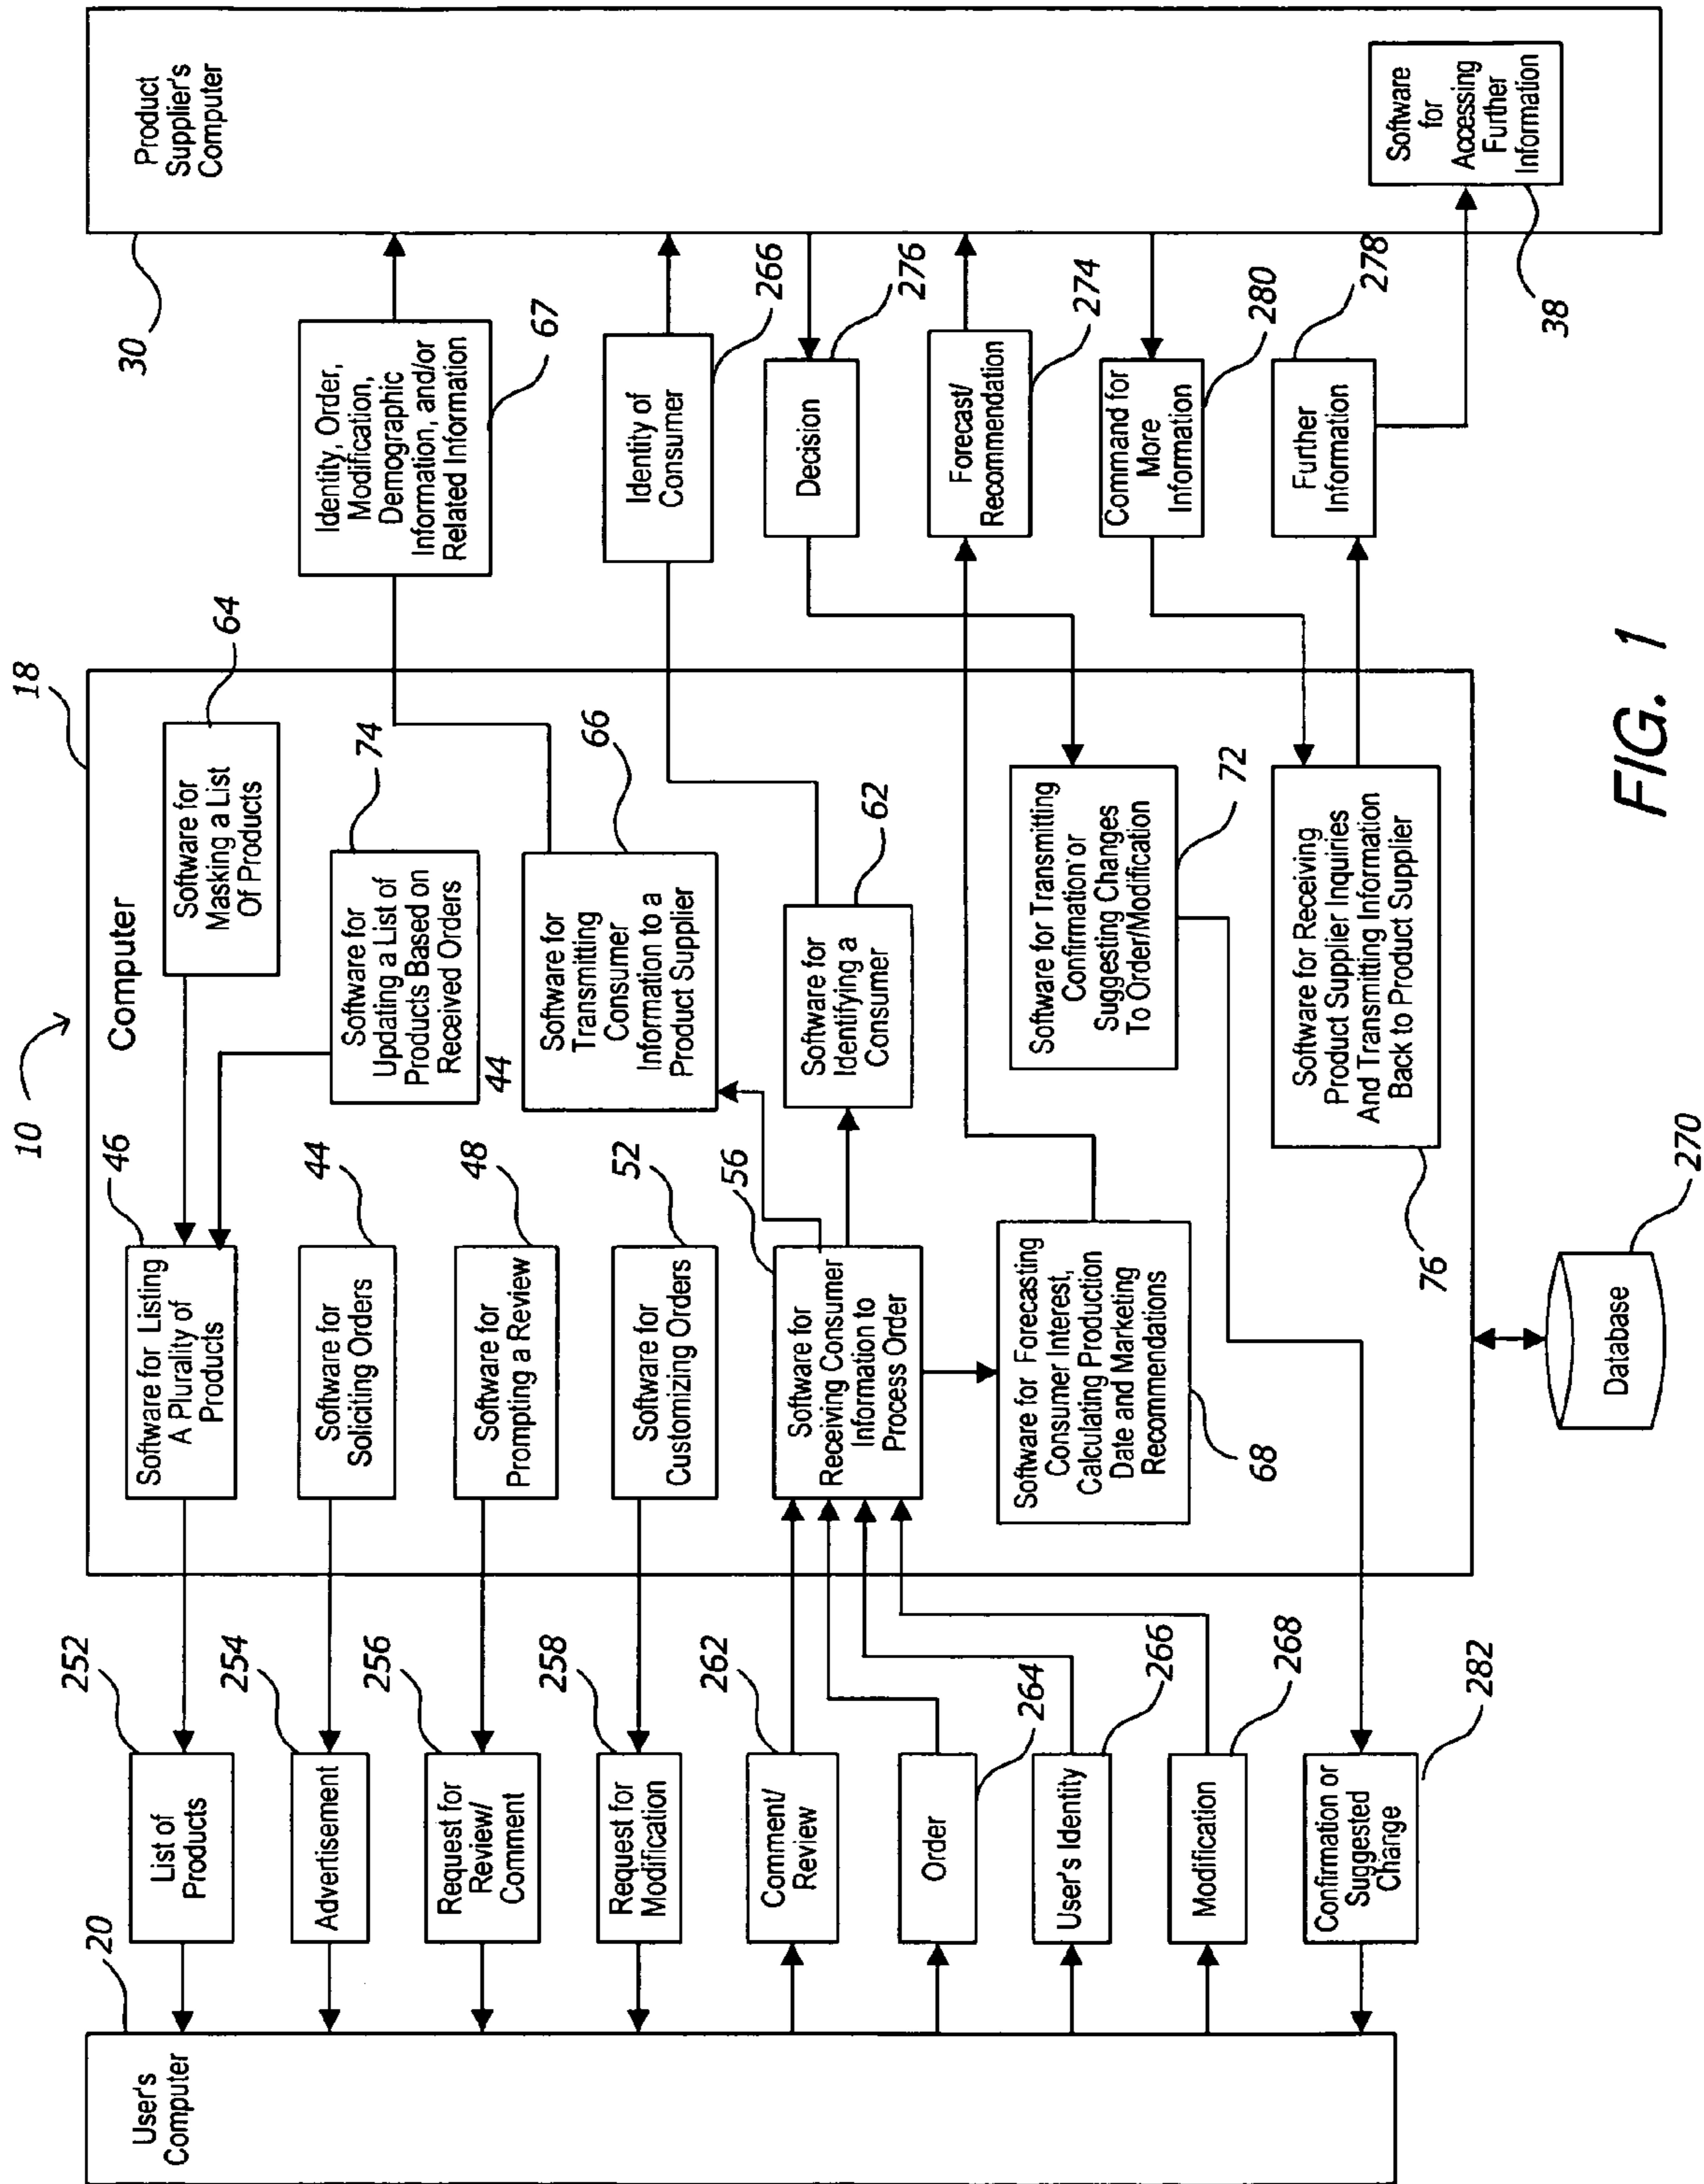 10
18
Computer
User's
Computer
20
List of
Products
252
Advertisement
254
Request for
Review/
Comment
256
Request for
Modification
258
Comment/
Review
262
Order
264
User's Identity
266
Modification
268
Confirmation or
Suggested
Change
282
Software for Listing
A Plurality of
Products
46
Software for
Soliciting Orders
44
Software for
Prompting a Review
48
Software for
Customizing Orders
52
Software for
Receiving Consumer
Information to
Process Order
56
Software for Forecasting
Consumer Interest,
Calculating Production
Date and Marketing
Recommendations
68
Software for
Masking a List
Of Products
64
Software for
Updating a List of
Products Based on
Received Orders
74
44
Software for
Transmitting
Consumer
Information to a
Product Supplier
66
Software for
Identifying a
Consumer
62
Software for Transmitting
Confirmation or
Suggesting Changes
To Order/Modification
72
Software for Receiving
Product Supplier Inquiries
And Transmitting Information
Back to Product Supplier
76
Database
270
Identity, Order,
Modification,
Demographic
Information, and/or
Related Information
67
Identity of
Consumer
266
Decision
276
Forecast/
Recommendation
274
Command for
More
Information
280
Further
Information
278
Product
Supplier's
Computer
30
Software
for
Accessing
Further
Information
38
FIG. 1